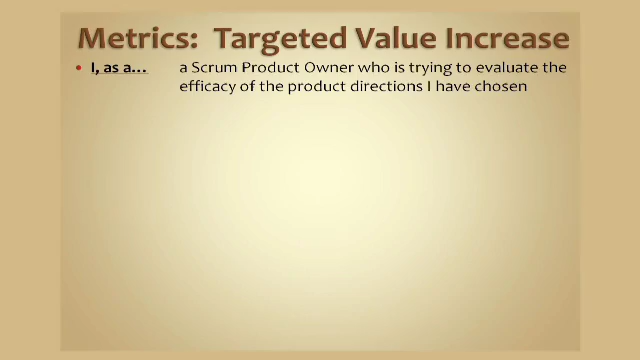 Metrics: Targeted Value Increase
• I, as a… a Scrum Product Owner who is trying to evaluate the
efficacy of the product directions I have chosen